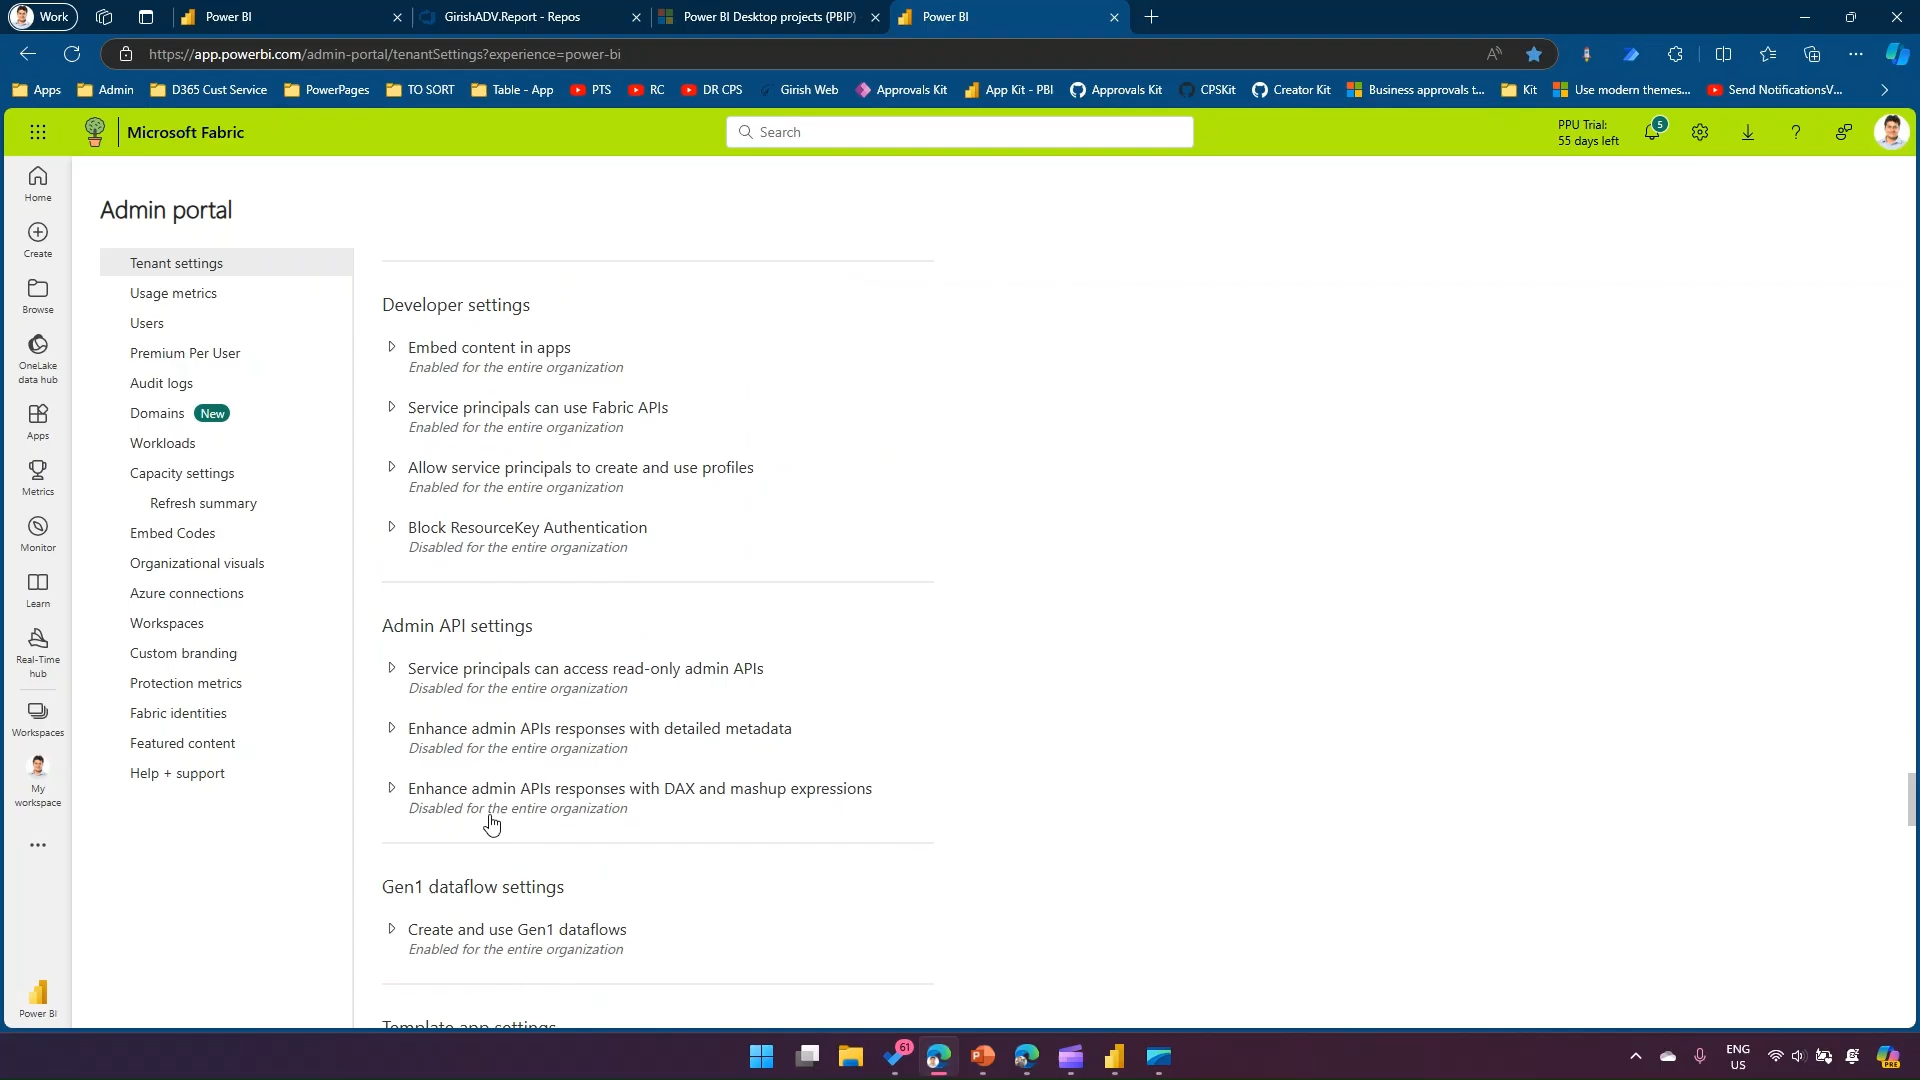 Work
Power BI
GirishADV.Report - Repos
Power BI Desktop projects (PBIP)
Power BI
https://app.powerbi.com/admin-portal/tenantSettings?experience=power-bi
Apps
Admin
D365 Cust Service
PowerPages
TO SORT
Table - App
PTS
RC
DR CPS
Girish Web
Approvals Kit
App Kit - PBI
Approvals Kit
CPSKit
Creator Kit
Business approvals t...
Kit
Use modern themes...
Send NotificationsV...
Microsoft Fabric
Search
PPU Trial:
55 days left
5
Home
Create
Browse
OneLake
data hub
Apps
Metrics
Monitor
Learn
Real-Time
hub
Workspaces
My
workspace
Power BI
Admin portal
Tenant settings
Usage metrics
Users
Premium Per User
Audit logs
Domains New
Workloads
Capacity settings
Refresh summary
Embed Codes
Organizational visuals
Azure connections
Workspaces
Custom branding
Protection metrics
Fabric identities
Featured content
Help + support
Developer settings
Embed content in apps
Enabled for the entire organization
Service principals can use Fabric APIs
Enabled for the entire organization
Allow service principals to create and use profiles
Enabled for the entire organization
Block ResourceKey Authentication
Disabled for the entire organization
Admin API settings
Service principals can access read-only admin APIs
Disabled for the entire organization
Enhance admin APIs responses with detailed metadata
Disabled for the entire organization
Enhance admin APIs responses with DAX and mashup expressions
Disabled for the entire organization
Gen1 dataflow settings
Create and use Gen1 dataflows
Enabled for the entire organization
Template app settings
61
ENG
US
PRE